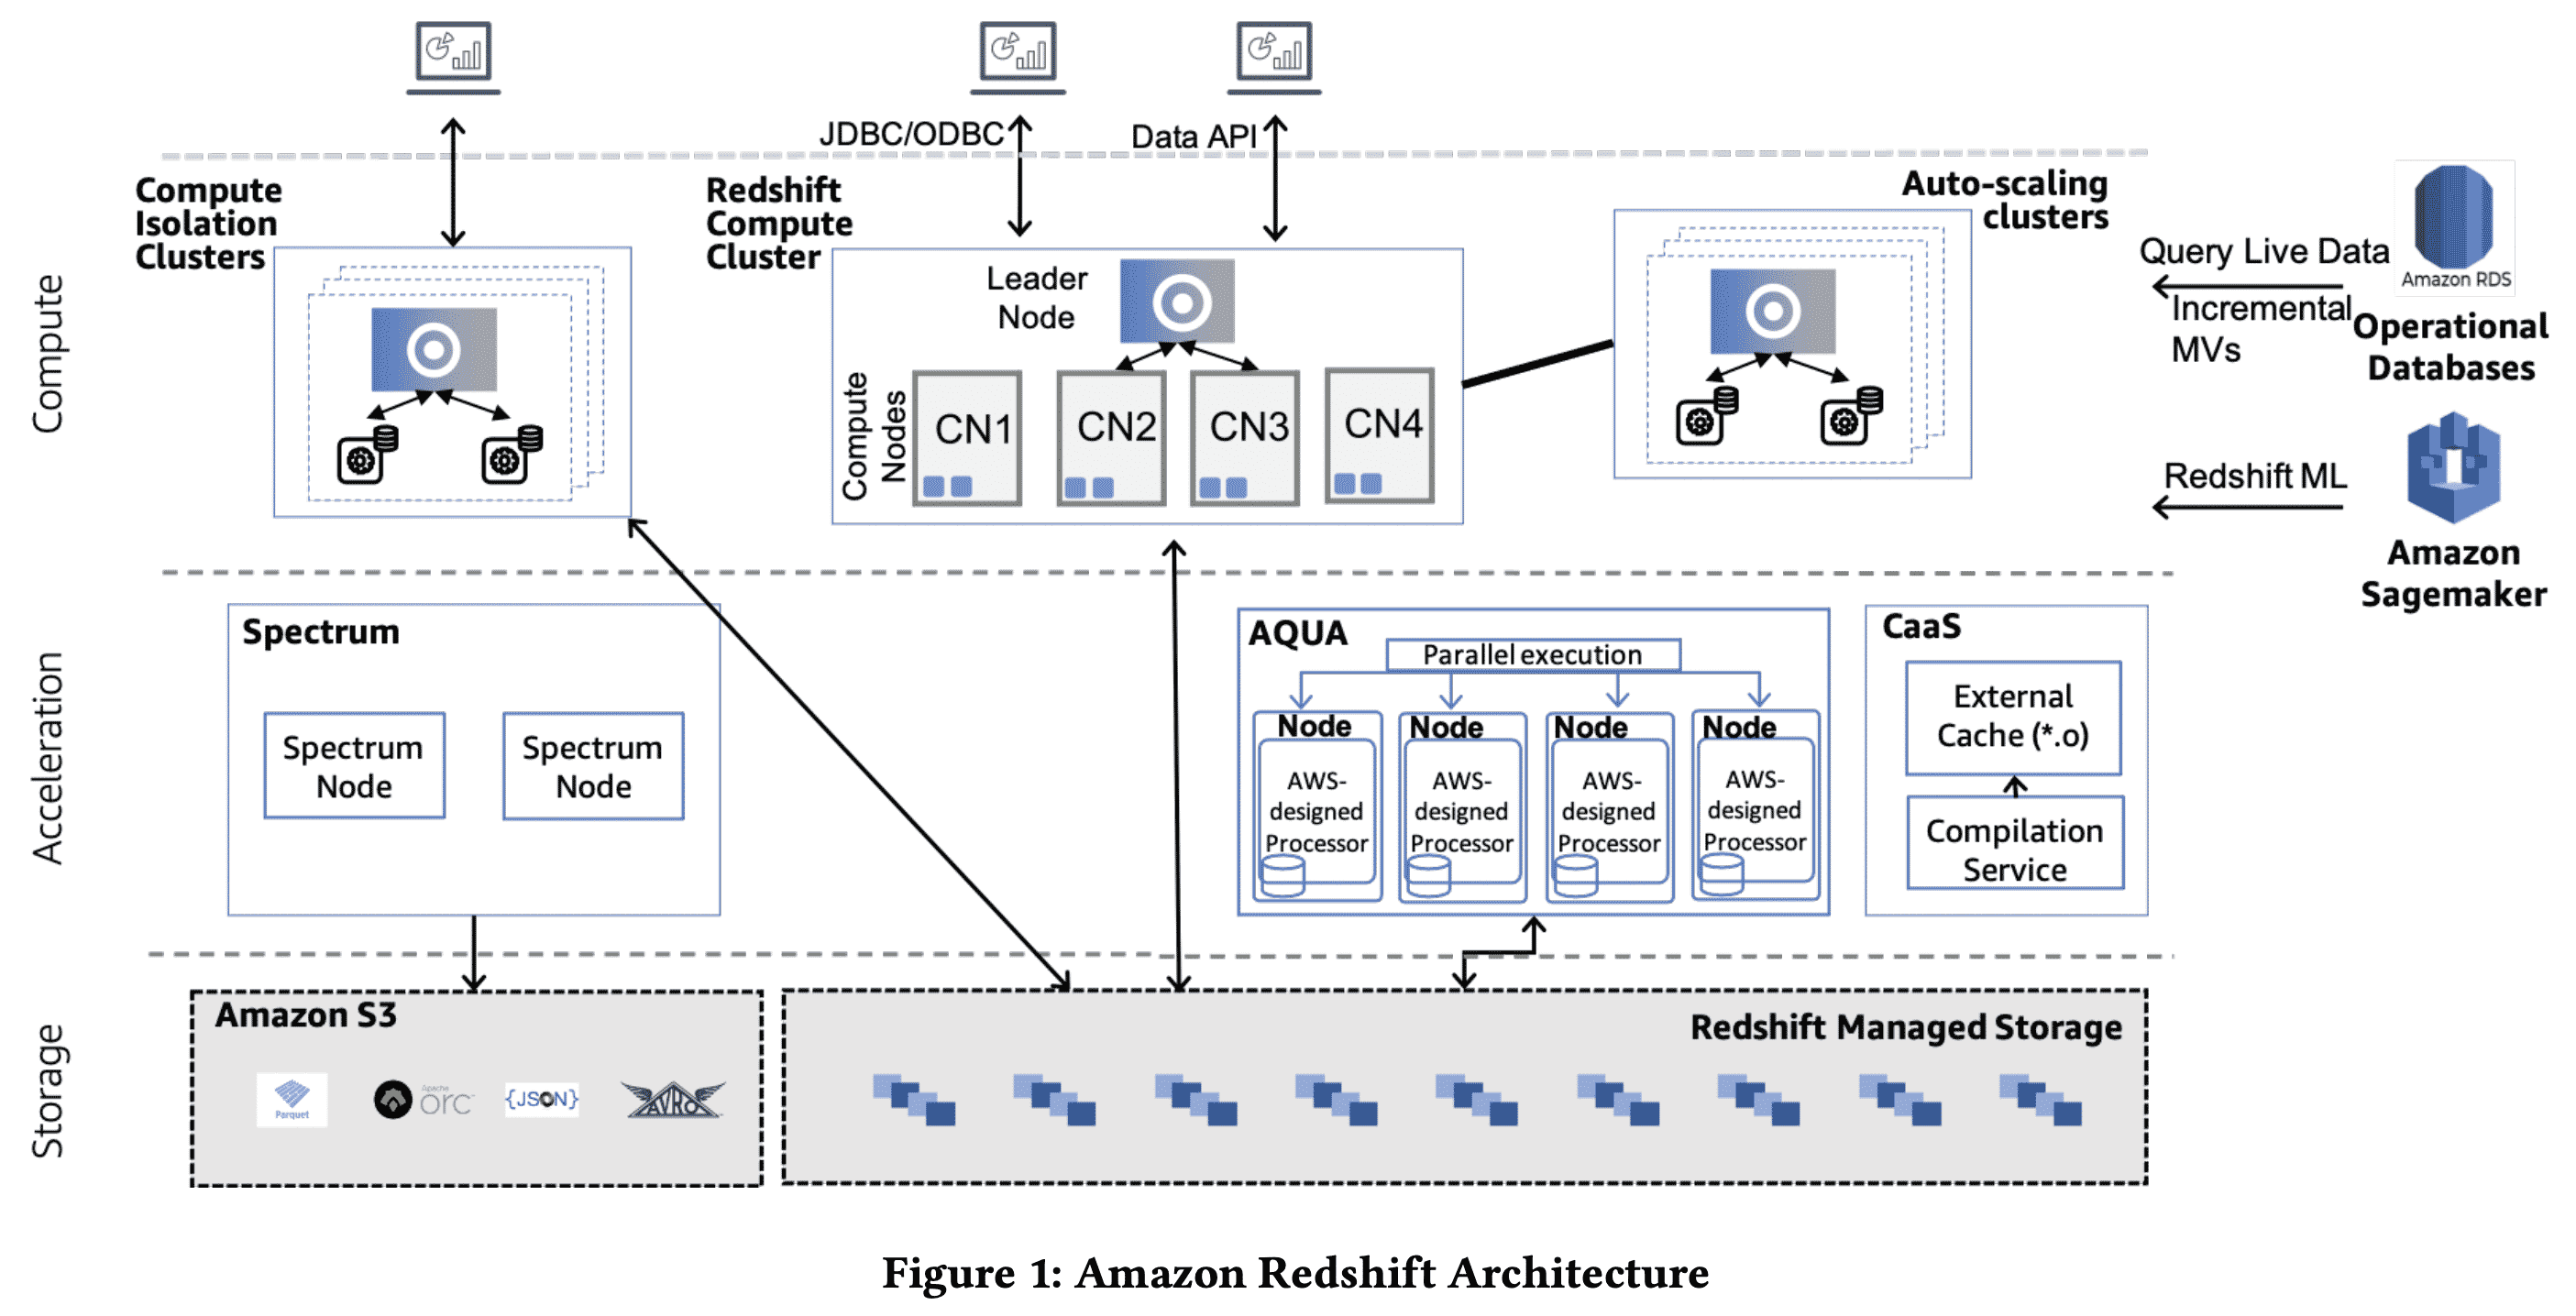 JDBC/ODBC
Data API
Compute
Isolation
Clusters
Redshift
Compute
Cluster
Auto-scaling
clusters
Compute
Leader
Node
Compute
Nodes
CN1
CN2
CN3
CN4
Query Live Data
Incremental
MVs
Amazon RDS
Operational
Databases
Redshift ML
Amazon
Sagemaker
Acceleration
Spectrum
Spectrum
Node
Spectrum
Node
AQUA
Parallel execution
Node
AWS-
designed
Processor
Node
AWS-
designed
Processor
Node
AWS-
designed
Processor
Node
AWS-
designed
Processor
CaaS
External
Cache (*.o)
Compilation
Service
Storage
Amazon S3
Parquet
Apache
orc
{JSON}
AVRO
Redshift Managed Storage
Figure 1: Amazon Redshift Architecture